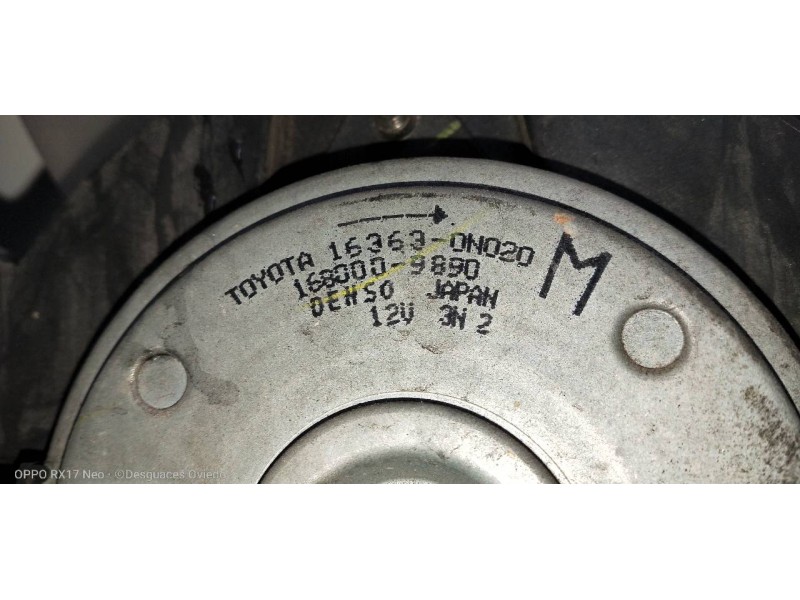 TOYOTA 16363-0N020
168000-9890
DENSO JAPAN
12V 3N 2
M
OPPO RX17 Neo · ©Desguaces Oviedo